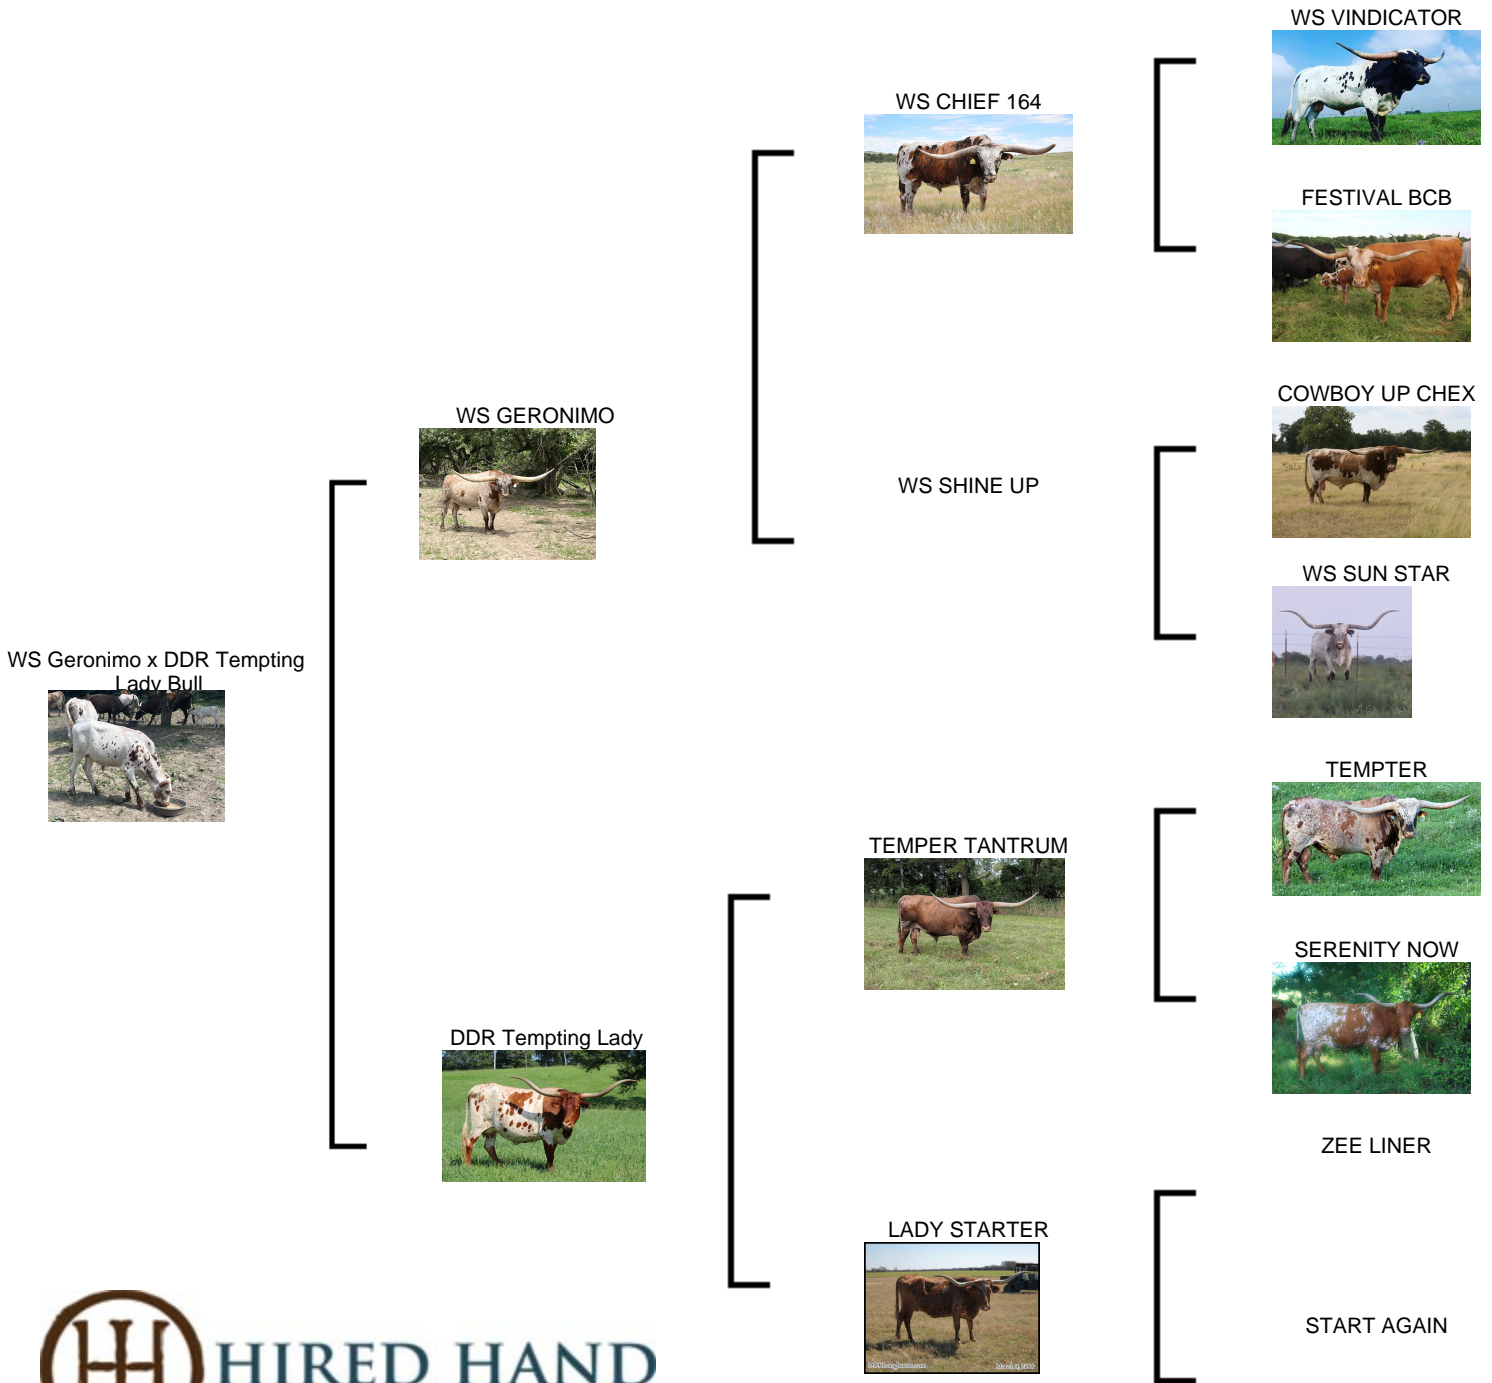 WS VINDICATOR
WS CHIEF 164
FESTIVAL BCB
COWBOY UP CHEX
WS GERONIMO
WS SHINE UP
WS SUN STAR
WS Geronimo x DDR Tempting
Lady Bull
TEMPTER
TEMPER TANTRUM
SERENITY NOW
DDR Tempting Lady
ZEE LINER
LADY STARTER
START AGAIN
HIRED HAND